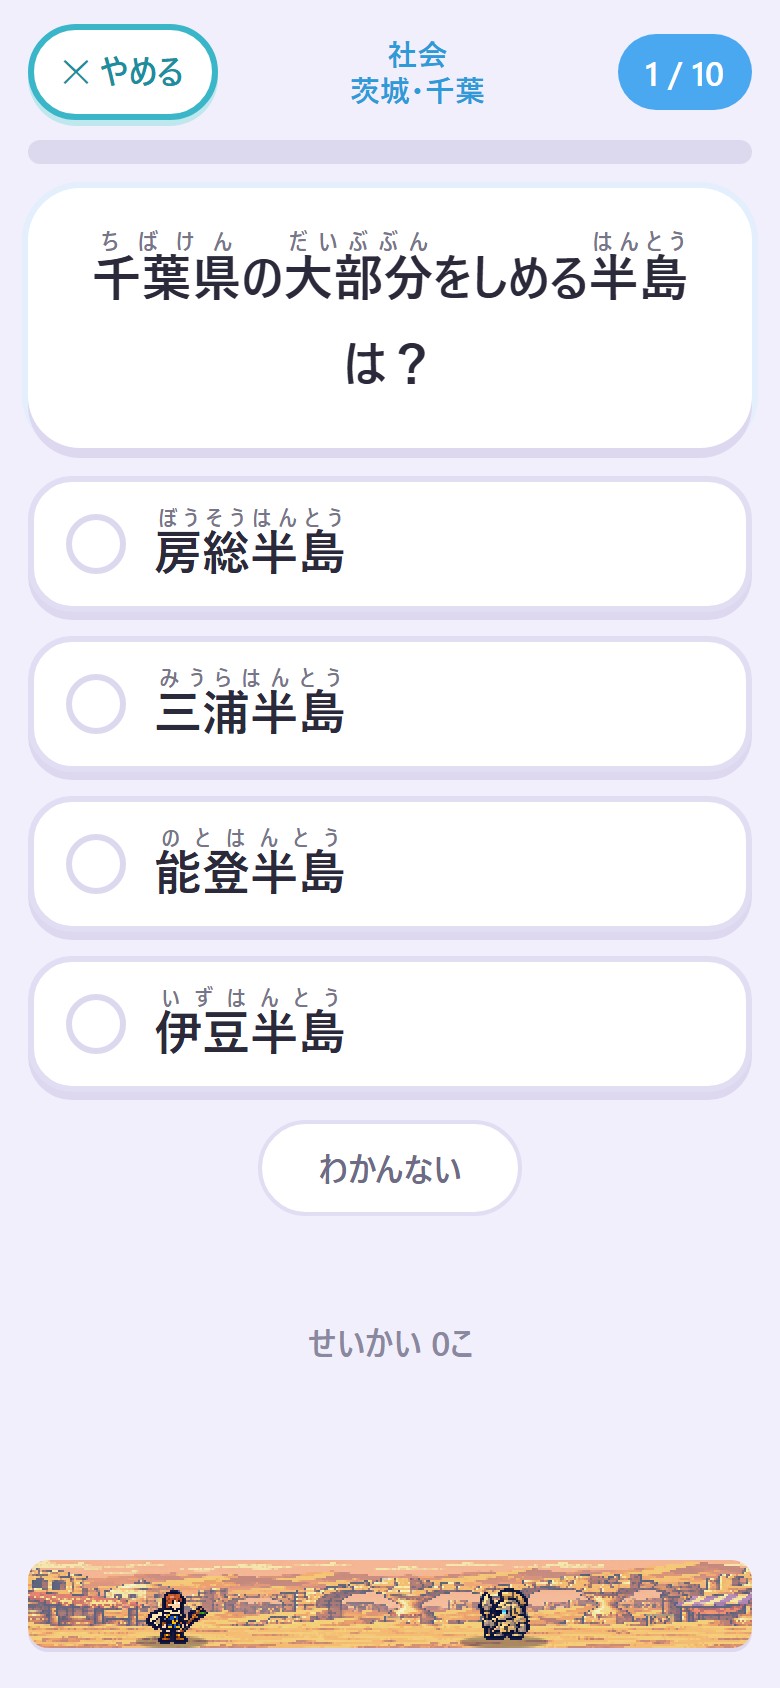 × やめる
社会
茨城・千葉
1 / 10
ちばけん だいぶぶん はんとう
千葉県の大部分をしめる半島
は？
ぼうそうはんとう
房総半島
みうらはんとう
三浦半島
のとはんとう
能登半島
いずはんとう
伊豆半島
わかんない
せいかい 0こ